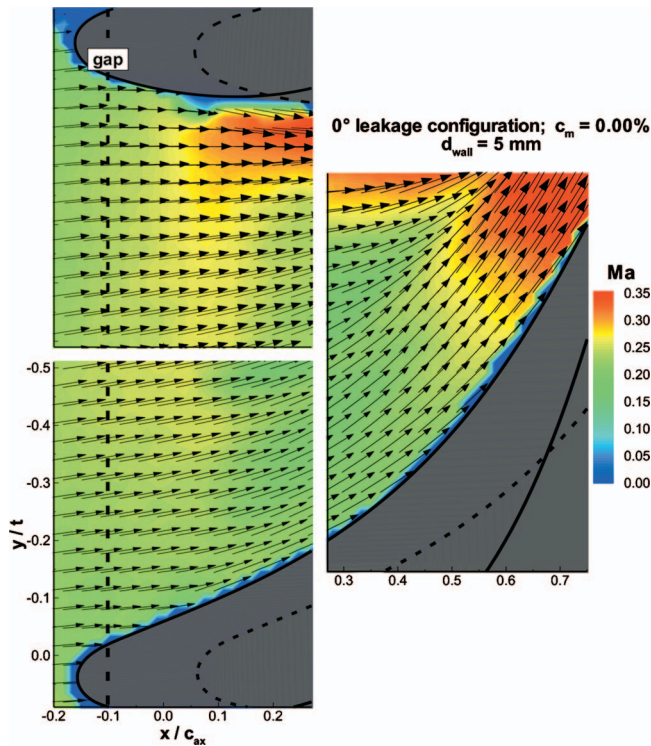 gap
0° leakage configuration; c_m = 0.00%
d_wall = 5 mm
Ma
0.35
0.30
0.25
0.20
0.15
0.10
0.05
0.00
-0.5
-0.4
-0.3
-0.2
-0.1
0.0
y / t
-0.2 -0.1 0.0 0.1 0.2
x / c_ax
0.3 0.4 0.5 0.6 0.7